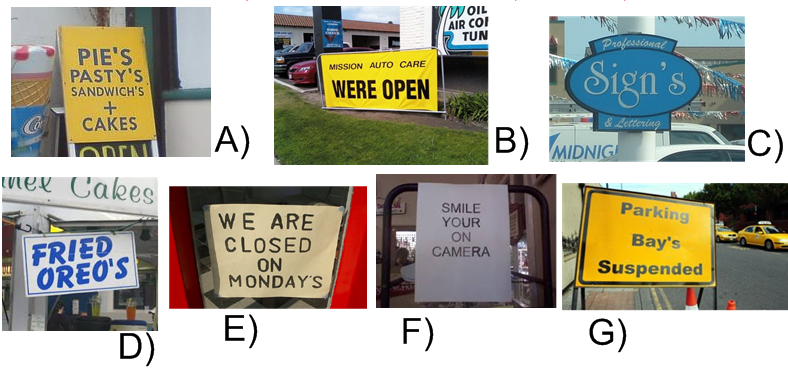 PIE'S
PASTY'S
SANDWICH'S
+
CAKES
OPEN
A)
MISSION AUTO CARE
WERE OPEN
OIL
AIR CON
TUN
B)
Professional
Sign's
& Lettering
MIDNIG
C)
nel Cakes
FRIED
OREO'S
D)
WE ARE
CLOSED
ON
MONDAY'S
E)
SMILE
YOUR
ON
CAMERA
F)
Parking
Bay's
Suspended
G)